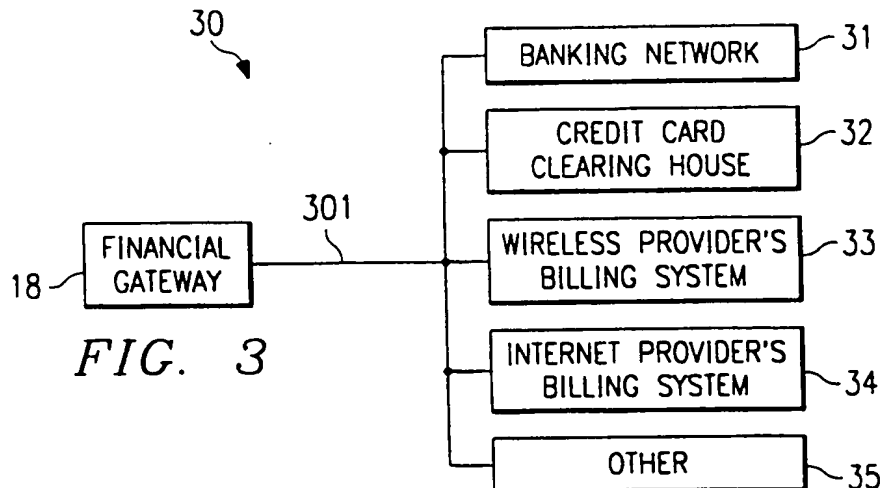 30
BANKING NETWORK
31
CREDIT CARD
CLEARING HOUSE
32
301
FINANCIAL
GATEWAY
18
WIRELESS PROVIDER'S
BILLING SYSTEM
33
FIG. 3
INTERNET PROVIDER'S
BILLING SYSTEM
34
OTHER
35